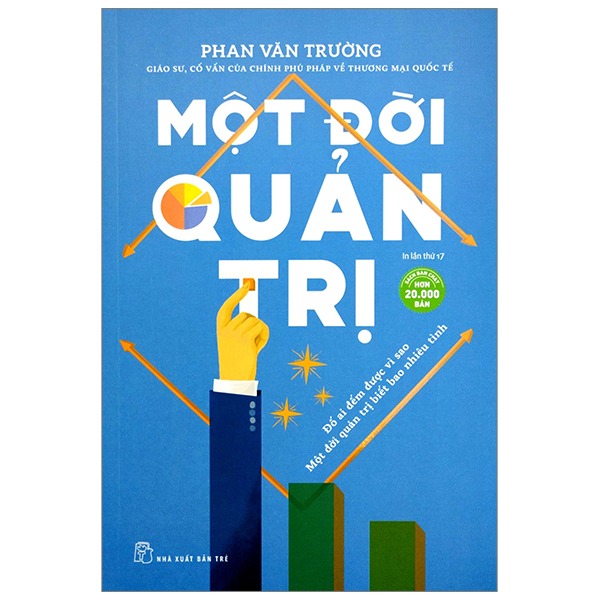 PHAN VĂN TRƯỜNG
GIÁO SƯ, CỐ VẤN CỦA CHÍNH PHỦ PHÁP VỀ THƯƠNG MẠI QUỐC TẾ
MỘT ĐỜI
QUẢN
TRỊ
In lần thứ 17
SÁCH BÁN CHẠY
HƠN
20.000
BẢN
Đố ai đếm được vì sao
Một đời quản trị biết bao nhiêu tình
NHÀ XUẤT BẢN TRẺ